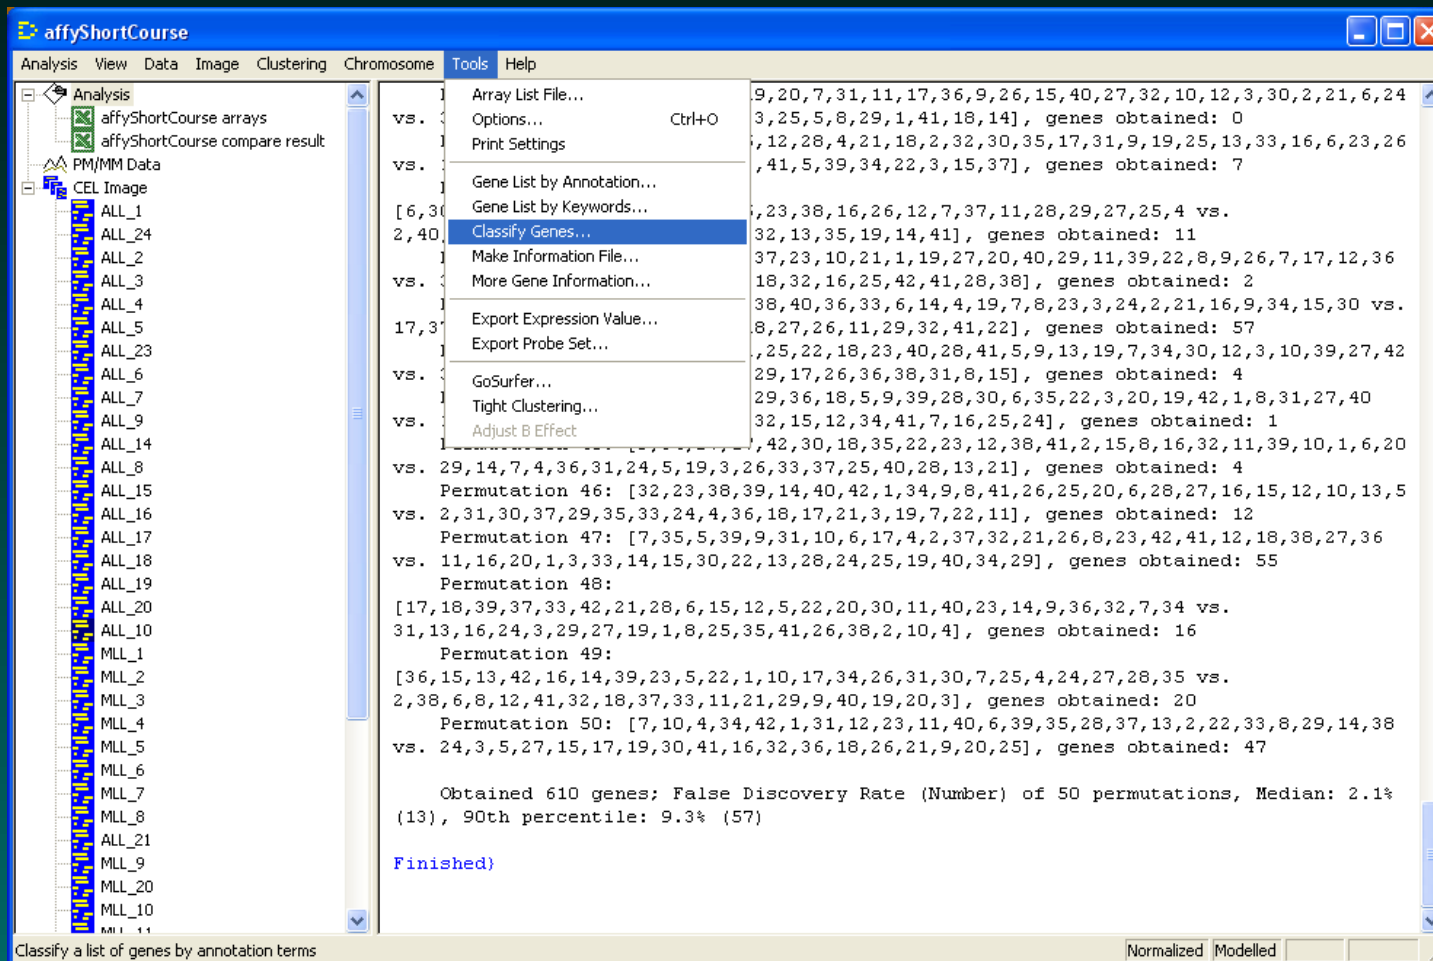 affyShortCourse
Analysis View Data Image Clustering Chromosome Tools Help
Analysis
affyShortCourse arrays
affyShortCourse compare result
PM/MM Data
CEL Image
ALL_1
ALL_24
ALL_2
ALL_3
ALL_4
ALL_5
ALL_23
ALL_6
ALL_7
ALL_9
ALL_14
ALL_8
ALL_15
ALL_16
ALL_17
ALL_18
ALL_19
ALL_20
ALL_10
MLL_1
MLL_2
MLL_3
MLL_4
MLL_5
MLL_6
MLL_7
MLL_8
ALL_21
MLL_9
MLL_20
MLL_10
Array List File...
Options... Ctrl+O
Print Settings
Gene List by Annotation...
Gene List by Keywords...
Classify Genes...
Make Information File...
More Gene Information...
Export Expression Value...
Export Probe Set...
GoSurfer...
Tight Clustering...
Adjust B Effect
9,20,7,31,11,17,36,9,26,15,40,27,32,10,12,3,30,2,21,6,24
vs. 3,25,5,8,29,1,41,18,14], genes obtained: 0
,12,28,4,21,18,2,32,30,35,17,31,9,19,25,13,33,16,6,23,26
vs. ,41,5,39,34,22,3,15,37], genes obtained: 7
[6,30 ,23,38,16,26,12,7,37,11,28,29,27,25,4 vs.
2,40, 32,13,35,19,14,41], genes obtained: 11
37,23,10,21,1,19,27,20,40,29,11,39,22,8,9,26,7,17,12,36
vs. 18,32,16,25,42,41,28,38], genes obtained: 2
38,40,36,33,6,14,4,19,7,8,23,3,24,2,21,16,9,34,15,30 vs.
17,37 8,27,26,11,29,32,41,22], genes obtained: 57
,25,22,18,23,40,28,41,5,9,13,19,7,34,30,12,3,10,39,27,42
vs. 29,17,26,36,38,31,8,15], genes obtained: 4
29,36,18,5,9,39,28,30,6,35,22,3,20,19,42,1,8,31,27,40
vs. 32,15,12,34,41,7,16,25,24], genes obtained: 1
,42,30,18,35,22,23,12,38,41,2,15,8,16,32,11,39,10,1,6,20
vs. 29,14,7,4,36,31,24,5,19,3,26,33,37,25,40,28,13,21], genes obtained: 4
Permutation 46: [32,23,38,39,14,40,42,1,34,9,8,41,26,25,20,6,28,27,16,15,12,10,13,5
vs. 2,31,30,37,29,35,33,24,4,36,18,17,21,3,19,7,22,11], genes obtained: 12
Permutation 47: [7,35,5,39,9,31,10,6,17,4,2,37,32,21,26,8,23,42,41,12,18,38,27,36
vs. 11,16,20,1,3,33,14,15,30,22,13,28,24,25,19,40,34,29], genes obtained: 55
Permutation 48:
[17,18,39,37,33,42,21,28,6,15,12,5,22,20,30,11,40,23,14,9,36,32,7,34 vs.
31,13,16,24,3,29,27,19,1,8,25,35,41,26,38,2,10,4], genes obtained: 16
Permutation 49:
[36,15,13,42,16,14,39,23,5,22,1,10,17,34,26,31,30,7,25,4,24,27,28,35 vs.
2,38,6,8,12,41,32,18,37,33,11,21,29,9,40,19,20,3], genes obtained: 20
Permutation 50: [7,10,4,34,42,1,31,12,23,11,40,6,39,35,28,37,13,2,22,33,8,29,14,38
vs. 24,3,5,27,15,17,19,30,41,16,32,36,18,26,21,9,20,25], genes obtained: 47
Obtained 610 genes; False Discovery Rate (Number) of 50 permutations, Median: 2.1%
(13), 90th percentile: 9.3% (57)
Finished}
Classify a list of genes by annotation terms
Normalized Modelled